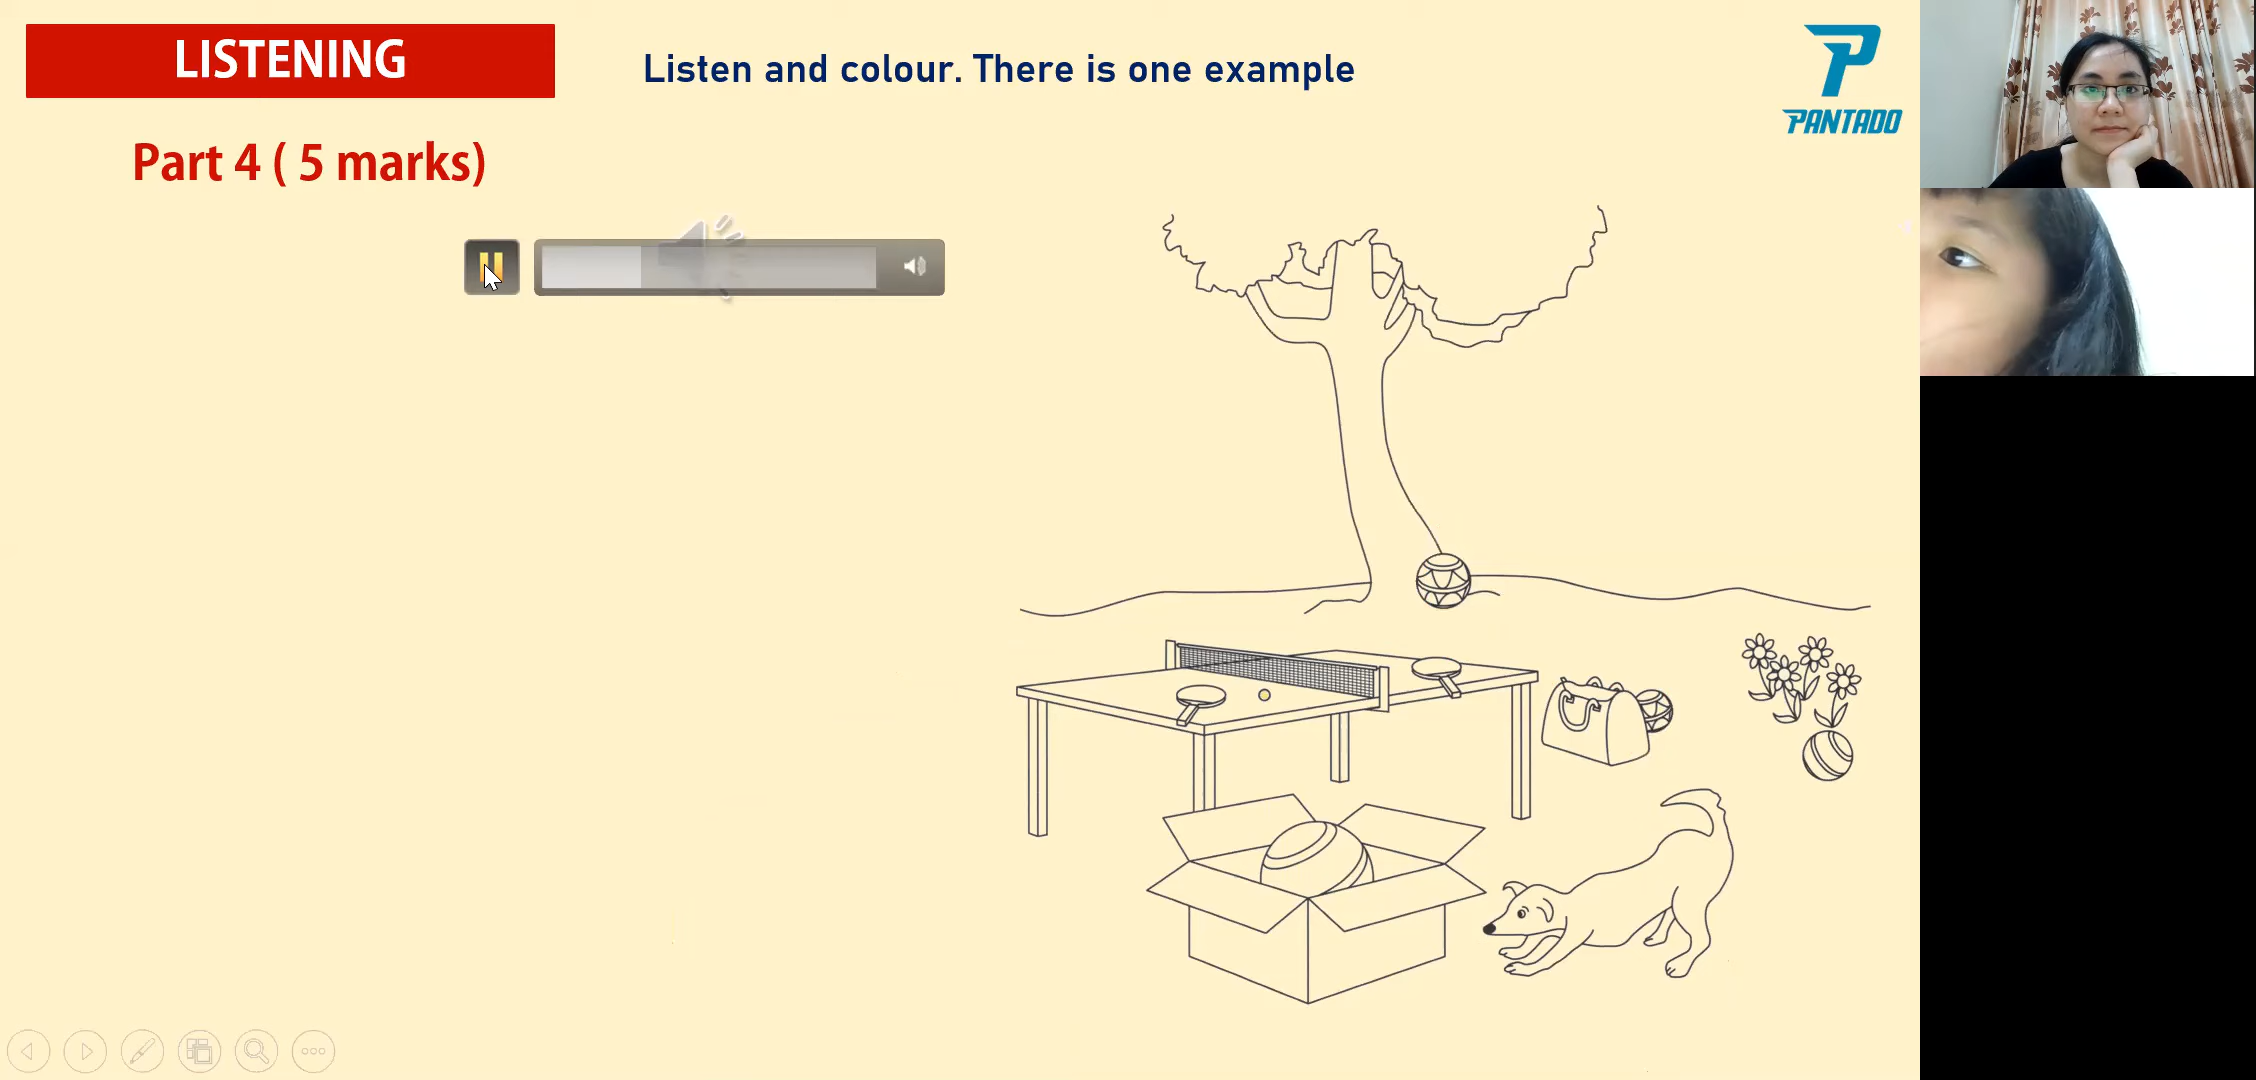 LISTENING
Listen and colour. There is one example
PANTADO
Part 4 ( 5 marks)